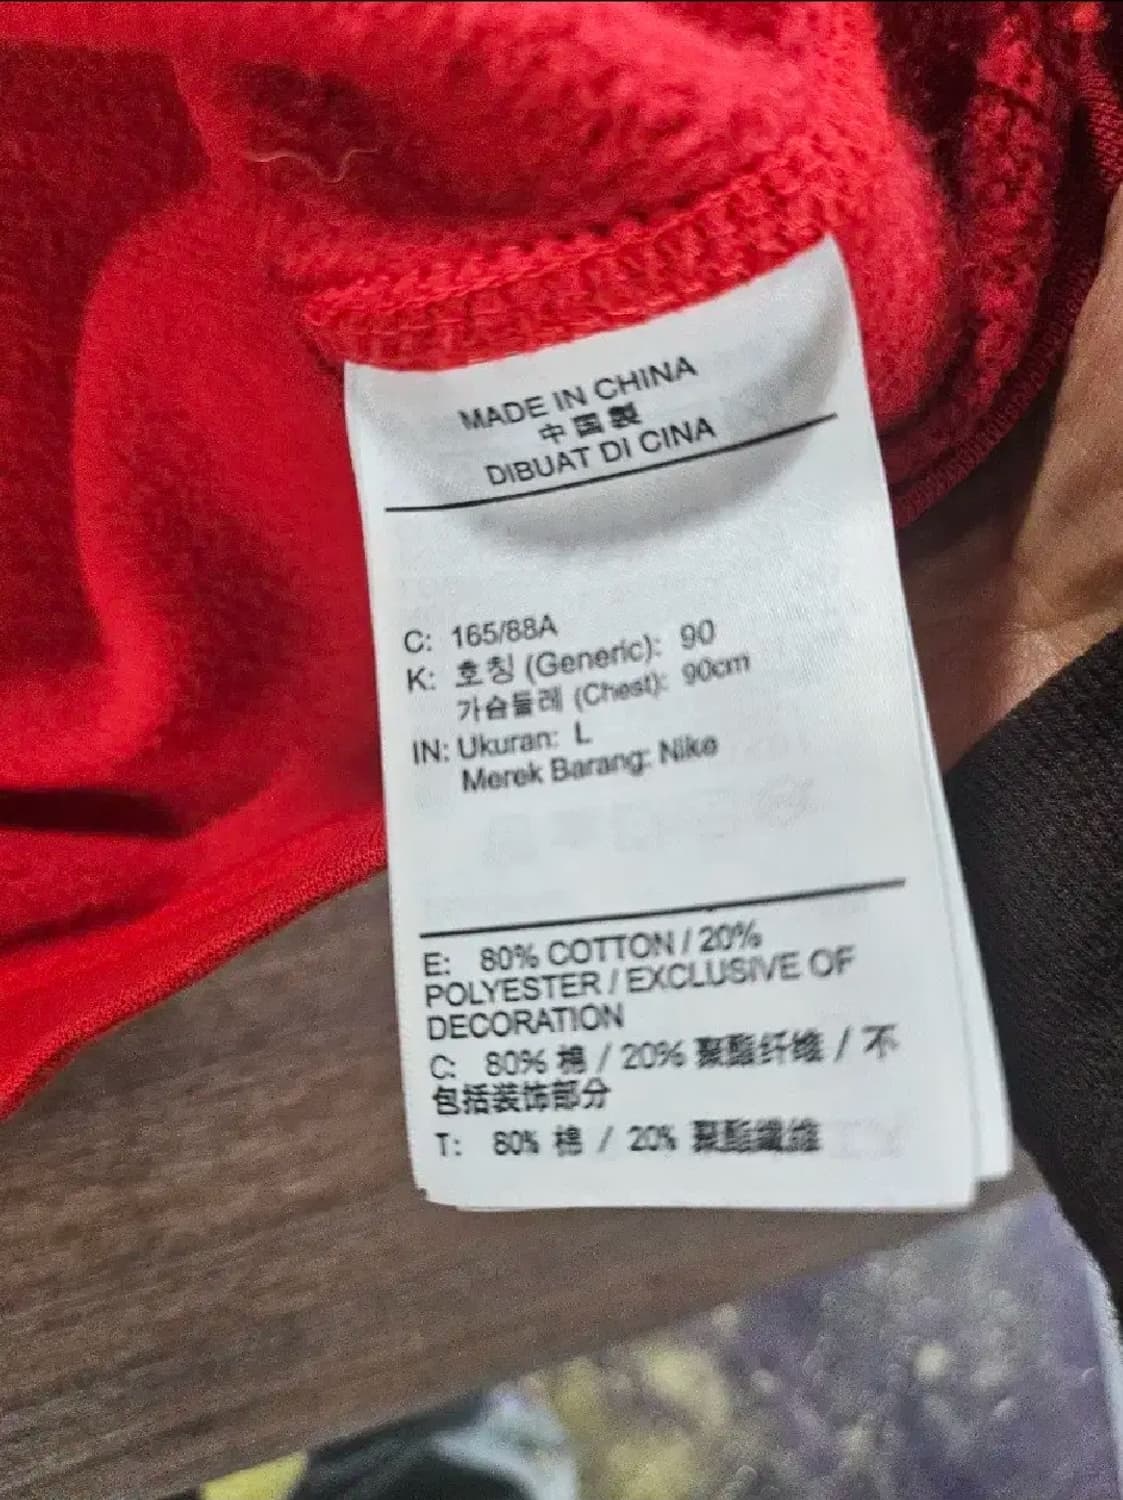 MADE IN CHINA
中国製
DIBUAT DI CINA
C: 165/88A
K: 호칭 (Generic): 90
가슴둘레 (Chest): 90cm
IN: Ukuran: L
Merek Barang: Nike
E: 80% COTTON / 20%
POLYESTER / EXCLUSIVE OF
DECORATION
C: 80% 棉 / 20% 聚酯纤维 / 不
包括装饰部分
T: 80% 棉 / 20% 聚酯纖維